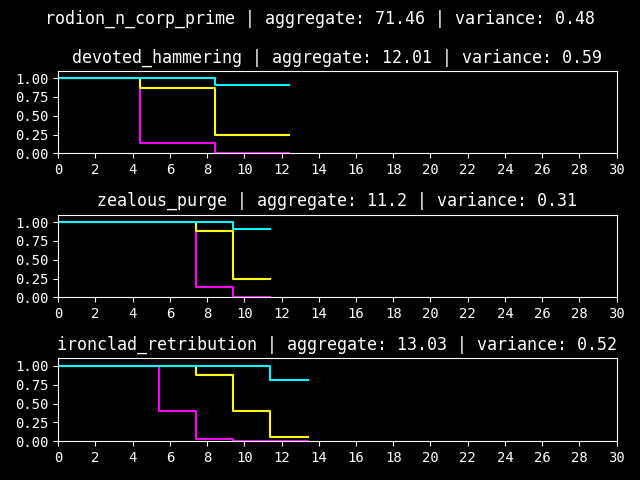 rodion_n_corp_prime | aggregate: 71.46 | variance: 0.48
devoted_hammering | aggregate: 12.01 | variance: 0.59
1.00
0.75
0.50
0.25
0.00
0 2 4 6 8 10 12 14 16 18 20 22 24 26 28 30
zealous_purge | aggregate: 11.2 | variance: 0.31
1.00
0.75
0.50
0.25
0.00
0 2 4 6 8 10 12 14 16 18 20 22 24 26 28 30
ironclad_retribution | aggregate: 13.03 | variance: 0.52
1.00
0.75
0.50
0.25
0.00
0 2 4 6 8 10 12 14 16 18 20 22 24 26 28 30